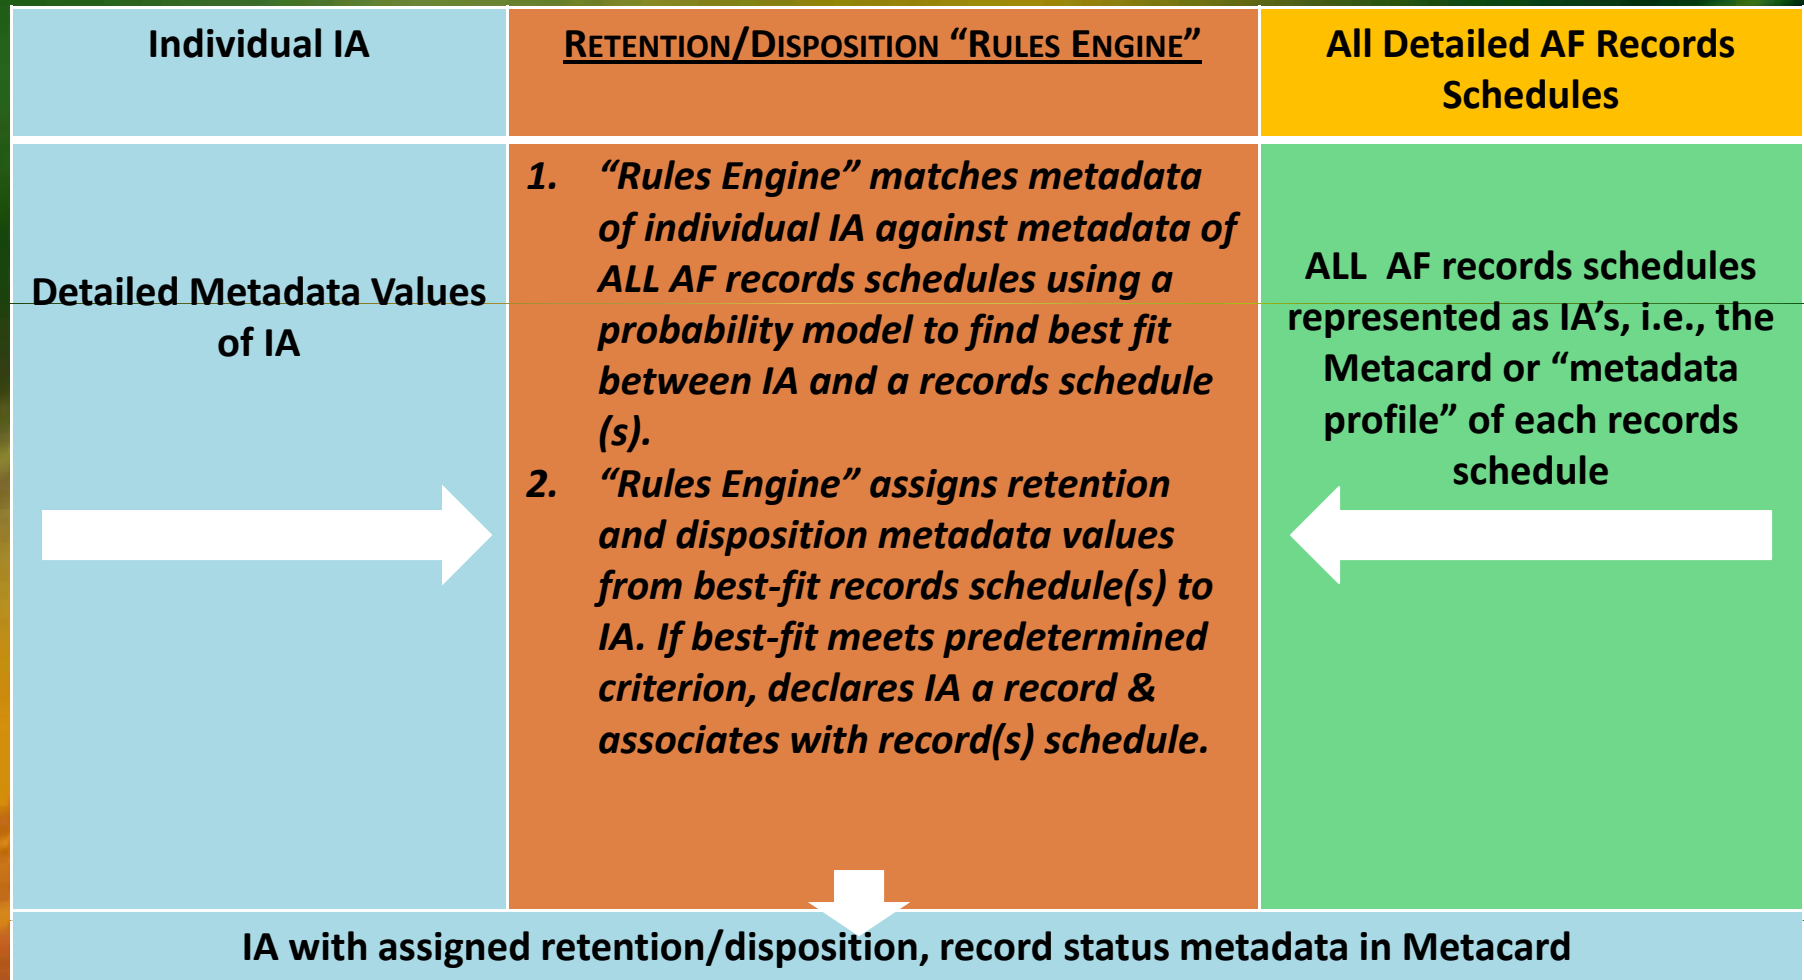 Individual IA
RETENTION/DISPOSITION “RULES ENGINE”
All Detailed AF Records
Schedules
Detailed Metadata Values
of IA
1. “Rules Engine” matches metadata
of individual IA against metadata of
ALL AF records schedules using a
probability model to find best fit
between IA and a records schedule
(s).
2. “Rules Engine” assigns retention
and disposition metadata values
from best-fit records schedule(s) to
IA. If best-fit meets predetermined
criterion, declares IA a record &
associates with record(s) schedule.
ALL AF records schedules
represented as IA’s, i.e., the
Metacard or “metadata
profile” of each records
schedule
IA with assigned retention/disposition, record status metadata in Metacard